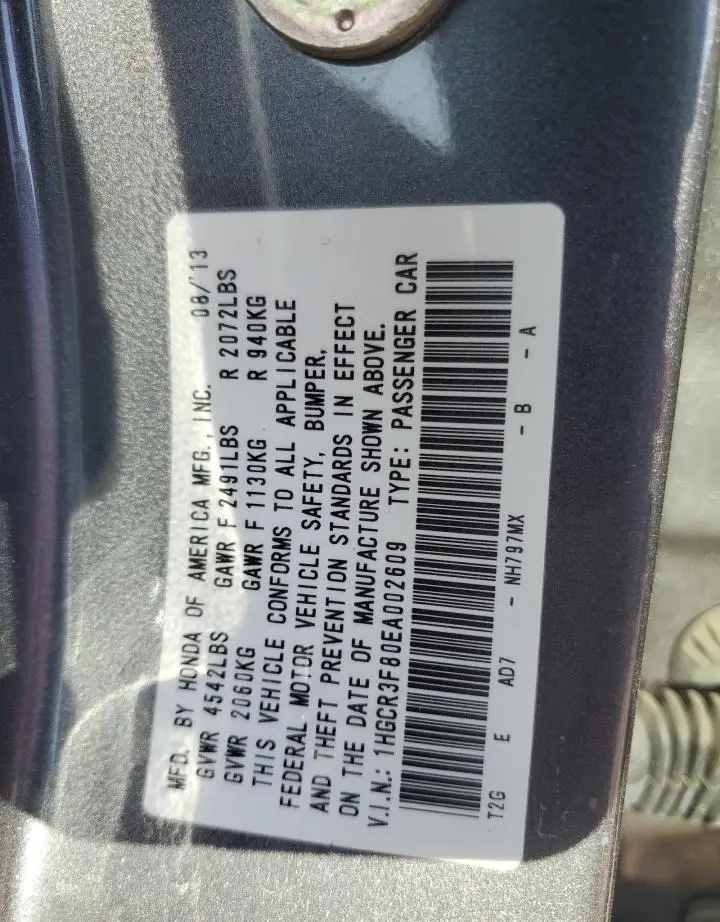 MFD. BY HONDA OF AMERICA MFG., INC. 08/'13
GVWR 4542LBS GAWR F 2491LBS R 2072LBS
GVWR 2060KG GAWR F 1130KG R 940KG
THIS VEHICLE CONFORMS TO ALL APPLICABLE
FEDERAL MOTOR VEHICLE SAFETY, BUMPER,
AND THEFT PREVENTION STANDARDS IN EFFECT
ON THE DATE OF MANUFACTURE SHOWN ABOVE.
V.I.N.: 1HGCR3F80EA002609 TYPE: PASSENGER CAR
T2G E AD7 - NH797MX - B - A